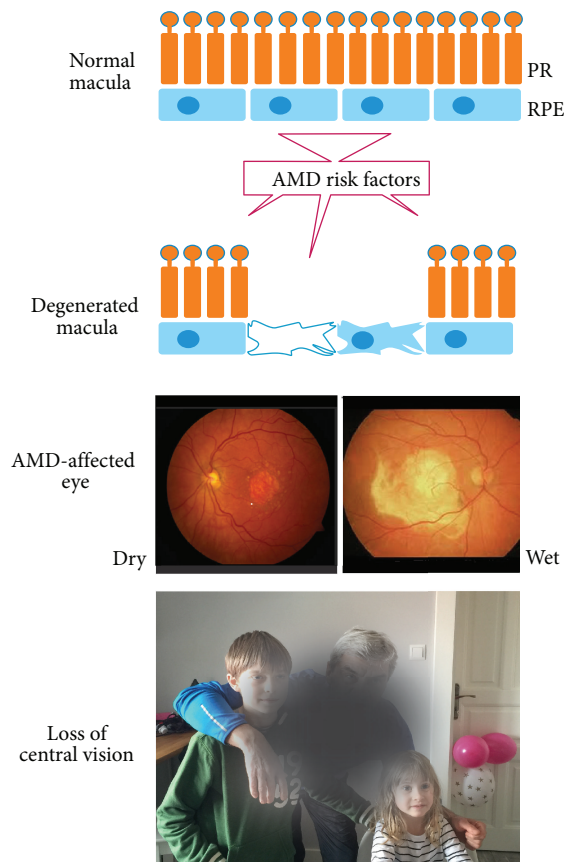 Normal
macula
PR
RPE
AMD risk factors
Degenerated
macula
AMD-affected
eye
Dry
Wet
Loss of
central vision